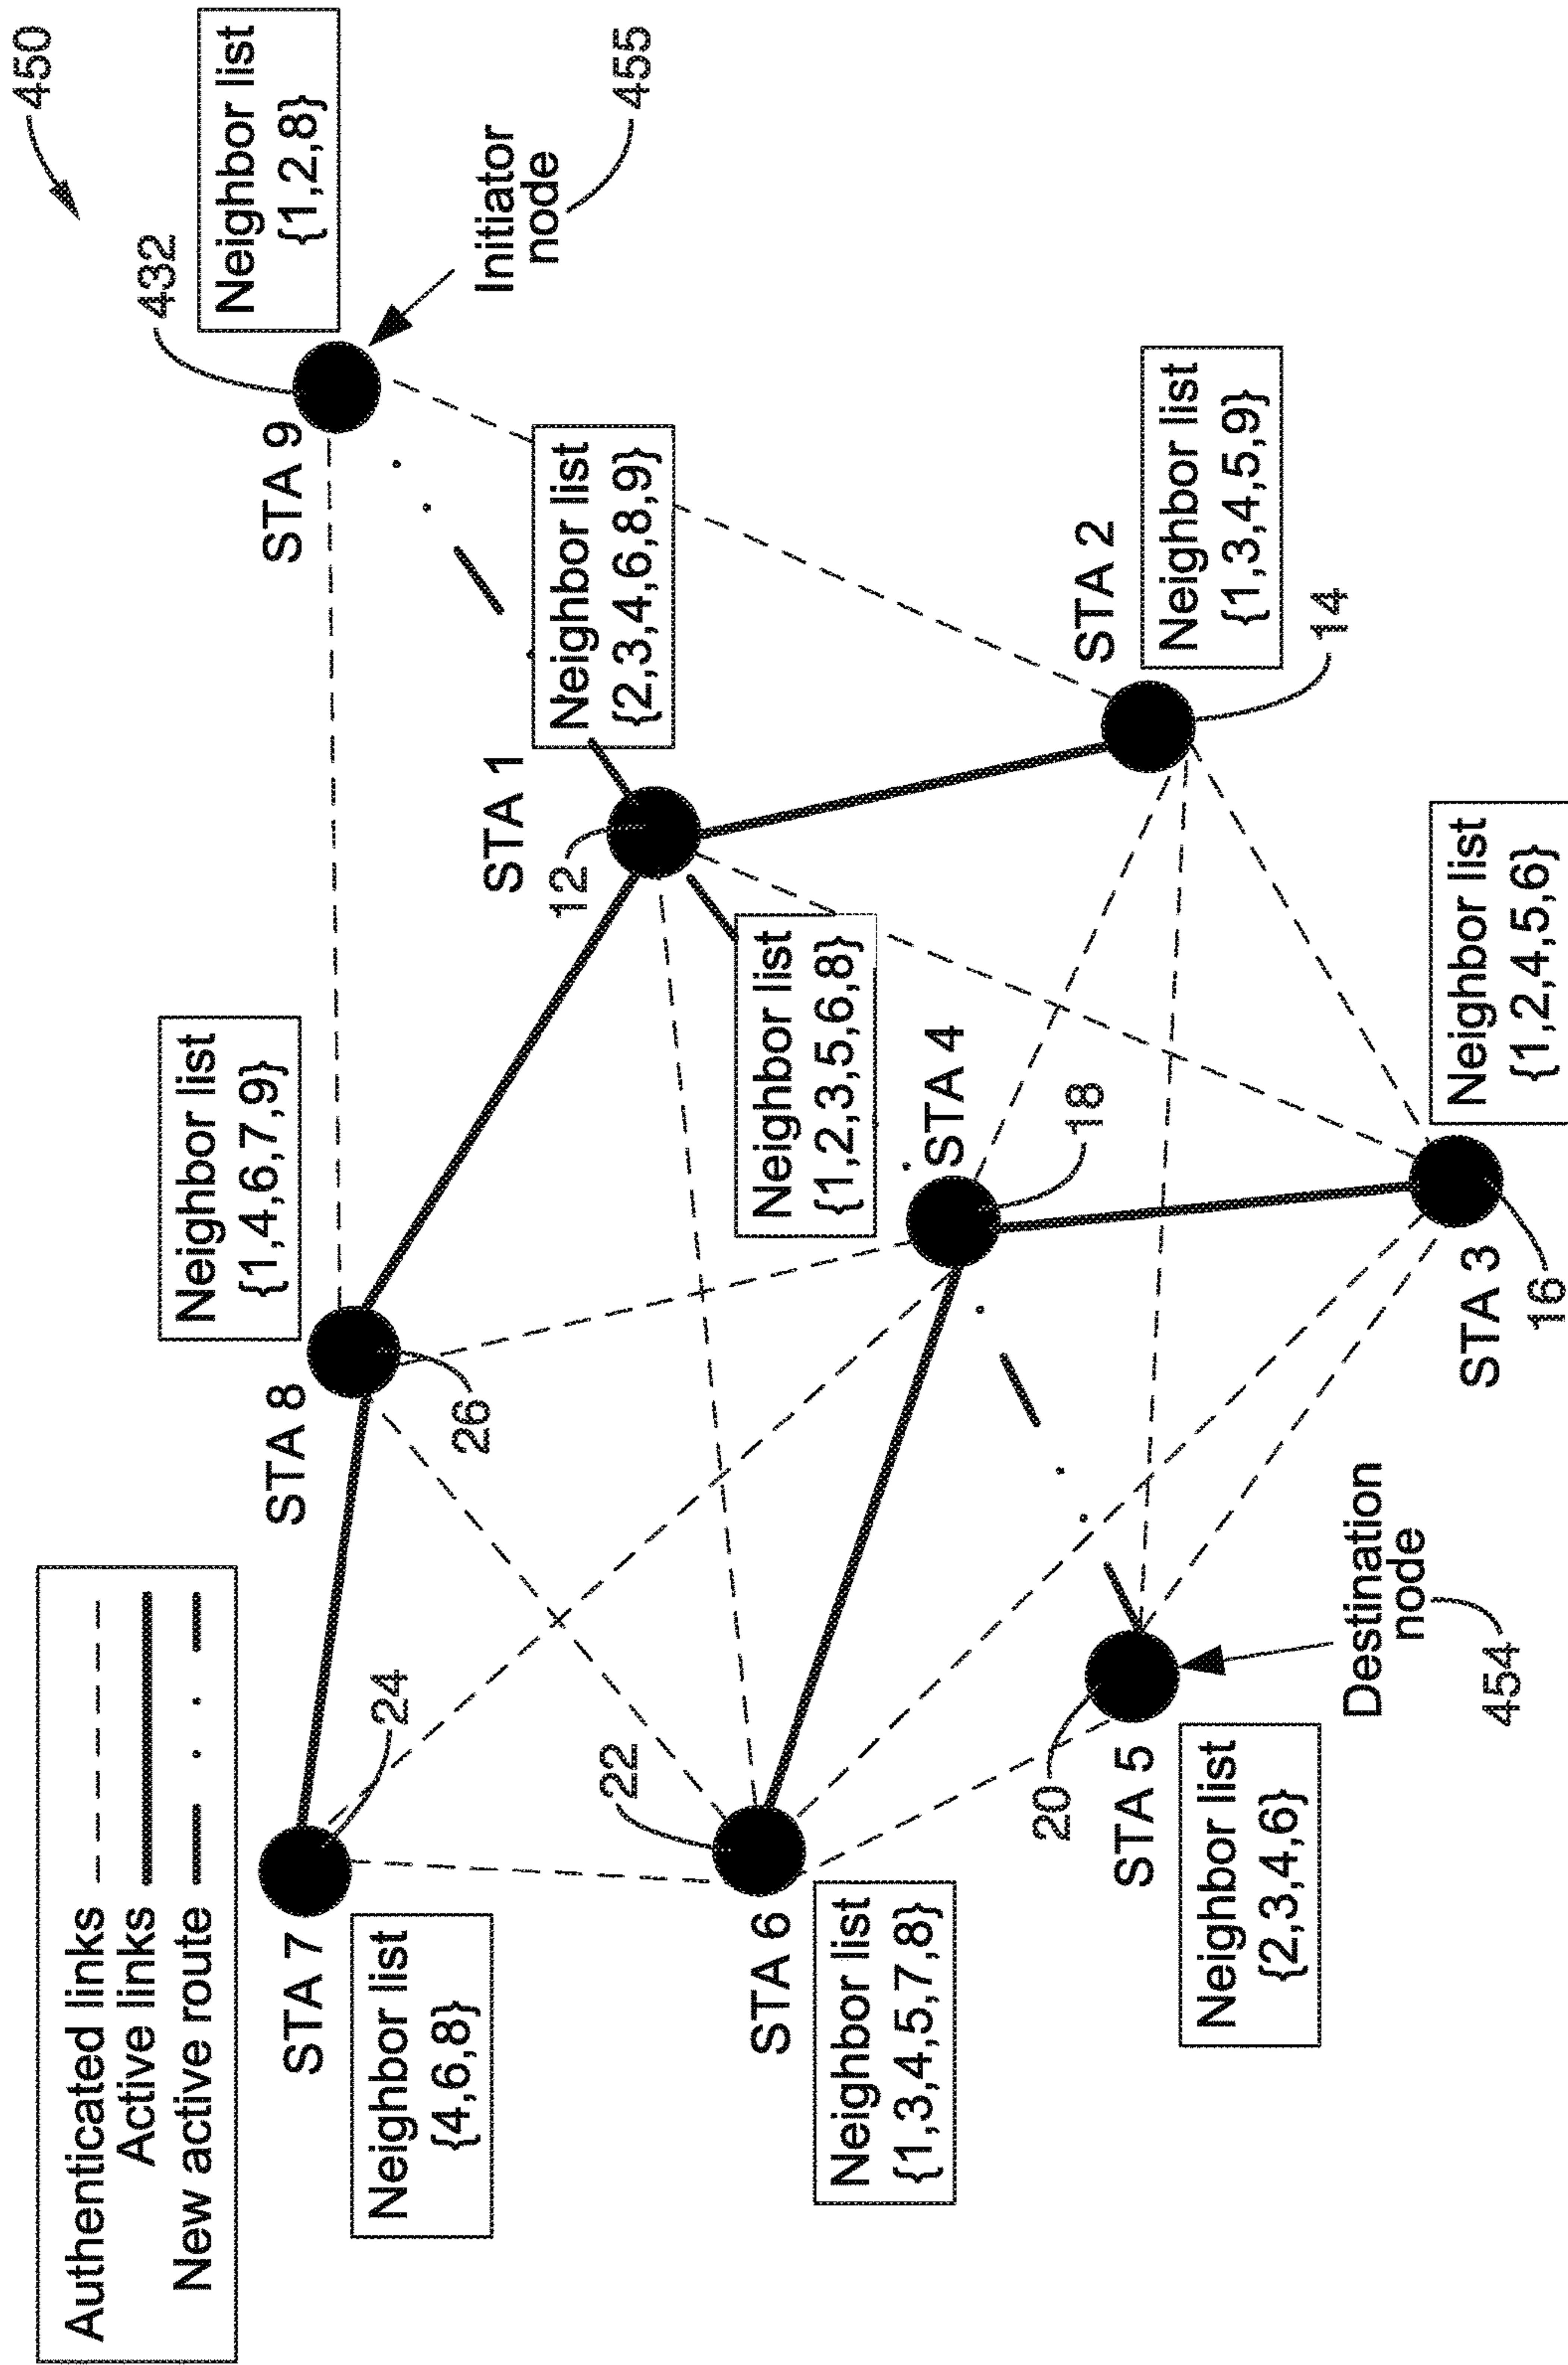 450
Authenticated links
Active links
New active route
STA 9
432
Neighbor list
{1,2,8}
Initiator
node
455
STA 8
26
Neighbor list
{1,4,6,7,9}
STA 7
24
Neighbor list
{4,6,8}
STA 1
12
Neighbor list
{2,3,4,6,8,9}
STA 6
22
Neighbor list
{1,3,4,5,7,8}
STA 4
18
Neighbor list
{1,2,3,5,6,8}
STA 2
14
Neighbor list
{1,3,4,5,9}
STA 5
20
Neighbor list
{2,3,4,6}
Destination
node
454
STA 3
16
Neighbor list
{1,2,4,5,6}